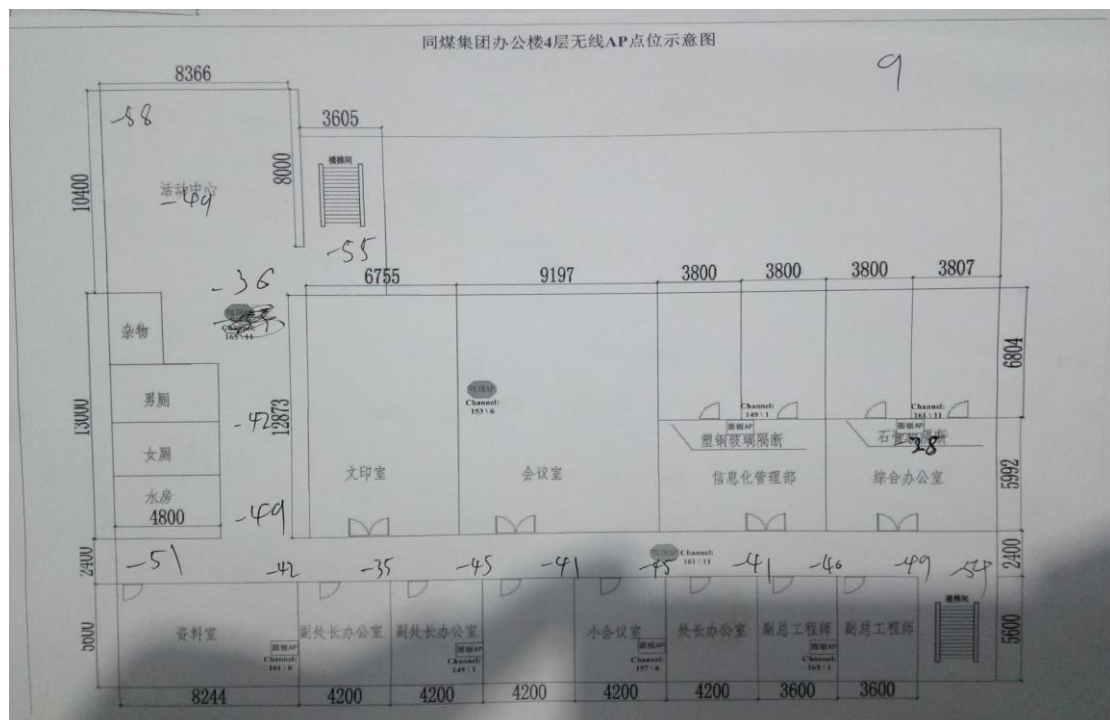 同煤集团办公楼4层无线AP点位示意图
9
8366
-58
3605
楼梯间
8000
10400
活动中心
-49
-55
-36
6755
9197
3800
3800
3800
3807
Channel:
165\11
杂物
6804
Channel:
153\6
男厕
-42
12873
13000
Channel:
149\1
Channel:
161\11
面板AP
面板AP
塑钢玻璃隔断
-38
女厕
文印室
会议室
信息化管理部
综合办公室
5992
水房
4800
-49
2400
-51
-42
-35
-45
-41
-45
Channel:
161\11
-41
-46
-49
-54
2400
楼梯间
资料室
副处长办公室
副处长办公室
小会议室
处长办公室
副总工程师
副总工程师
5600
5600
面板AP
Channel:
161\6
面板AP
Channel:
149\1
面板AP
Channel:
157\6
面板AP
Channel:
165\1
8244
4200
4200
4200
4200
4200
3600
3600